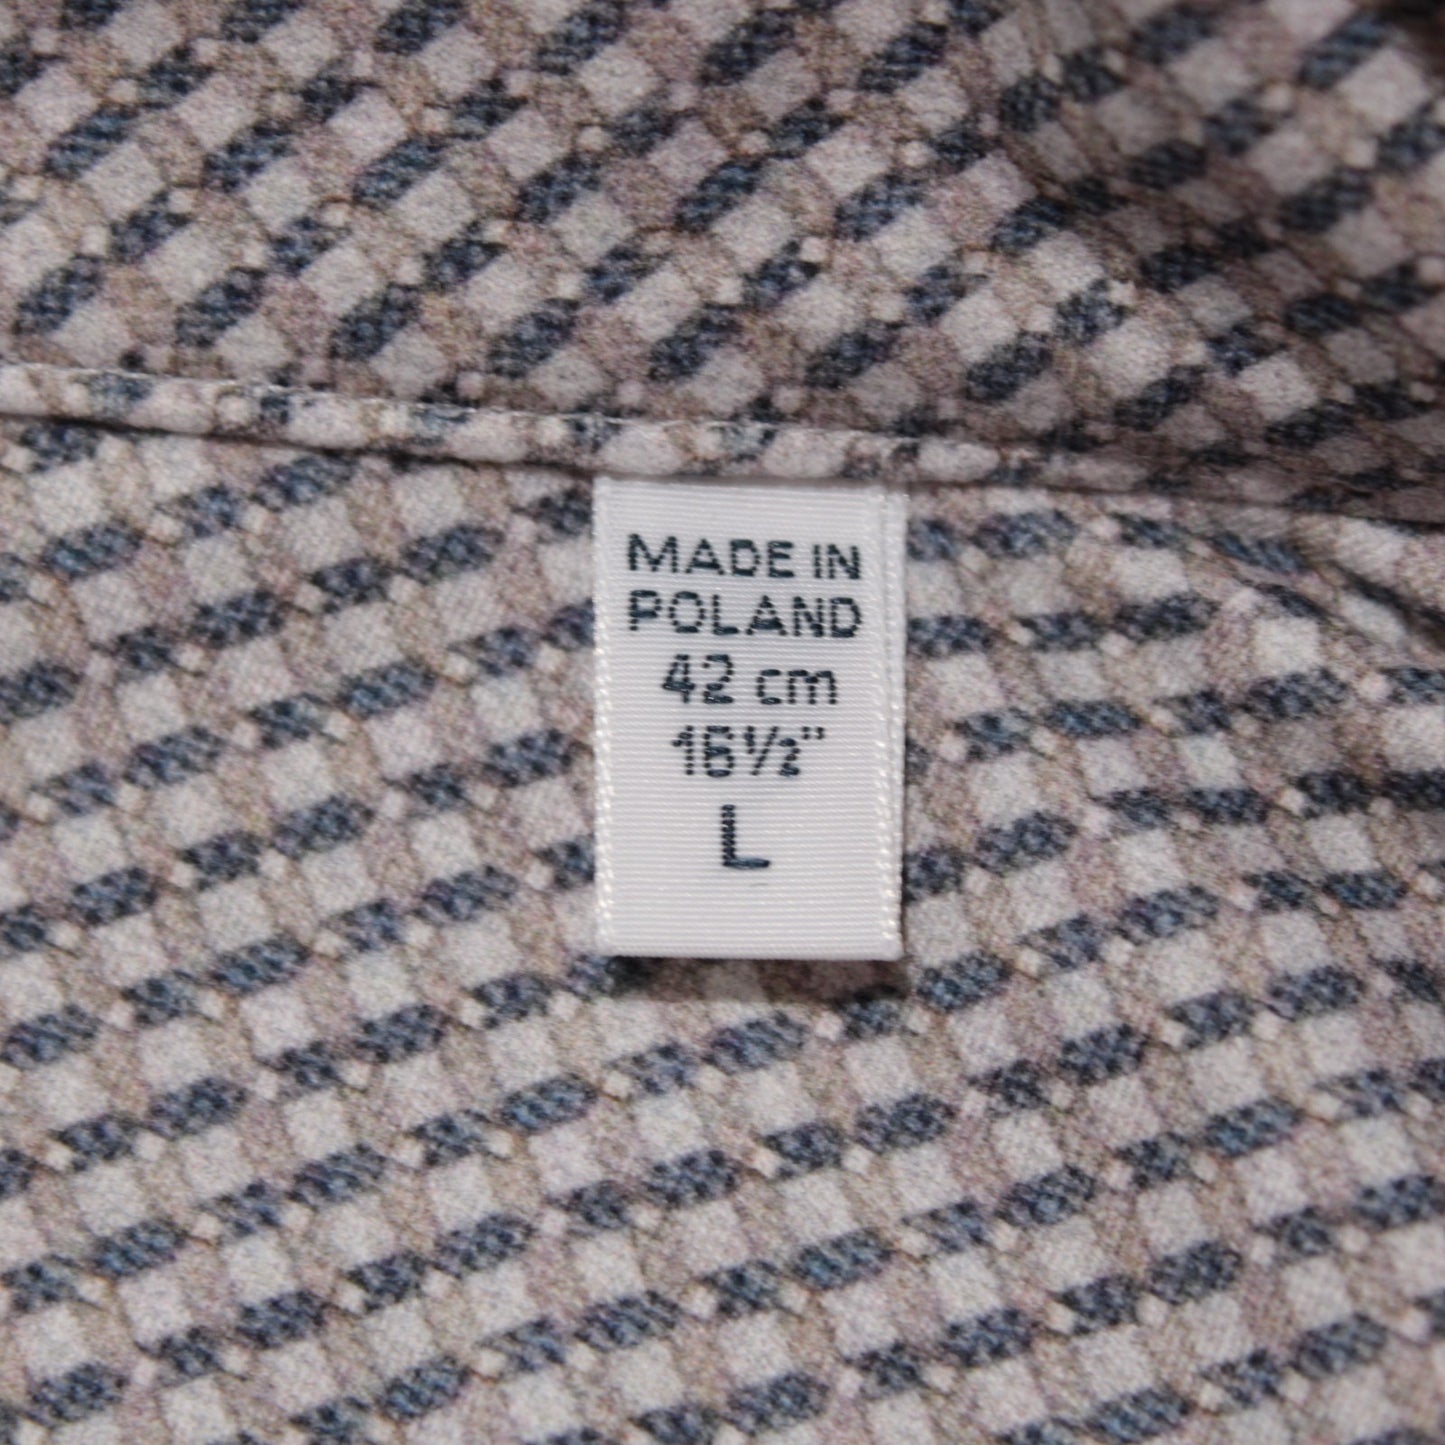 MADE IN
POLAND
42 cm
16½"
L